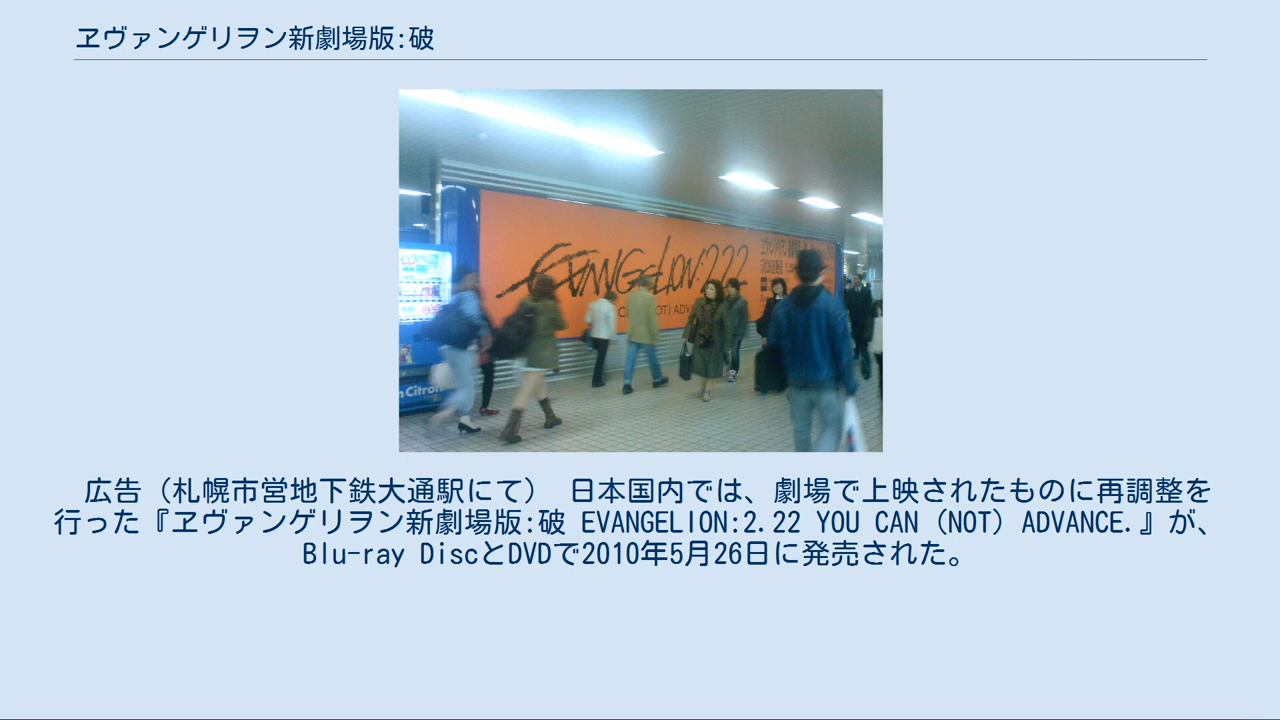 ヱヴァンゲリヲン新劇場版:破
EVANGELION:2.22
広告（札幌市営地下鉄大通駅にて） 日本国内では、劇場で上映されたものに再調整を
行った『ヱヴァンゲリヲン新劇場版:破 EVANGELION:2.22 YOU CAN (NOT) ADVANCE.』が、
Blu-ray DiscとDVDで2010年5月26日に発売された。